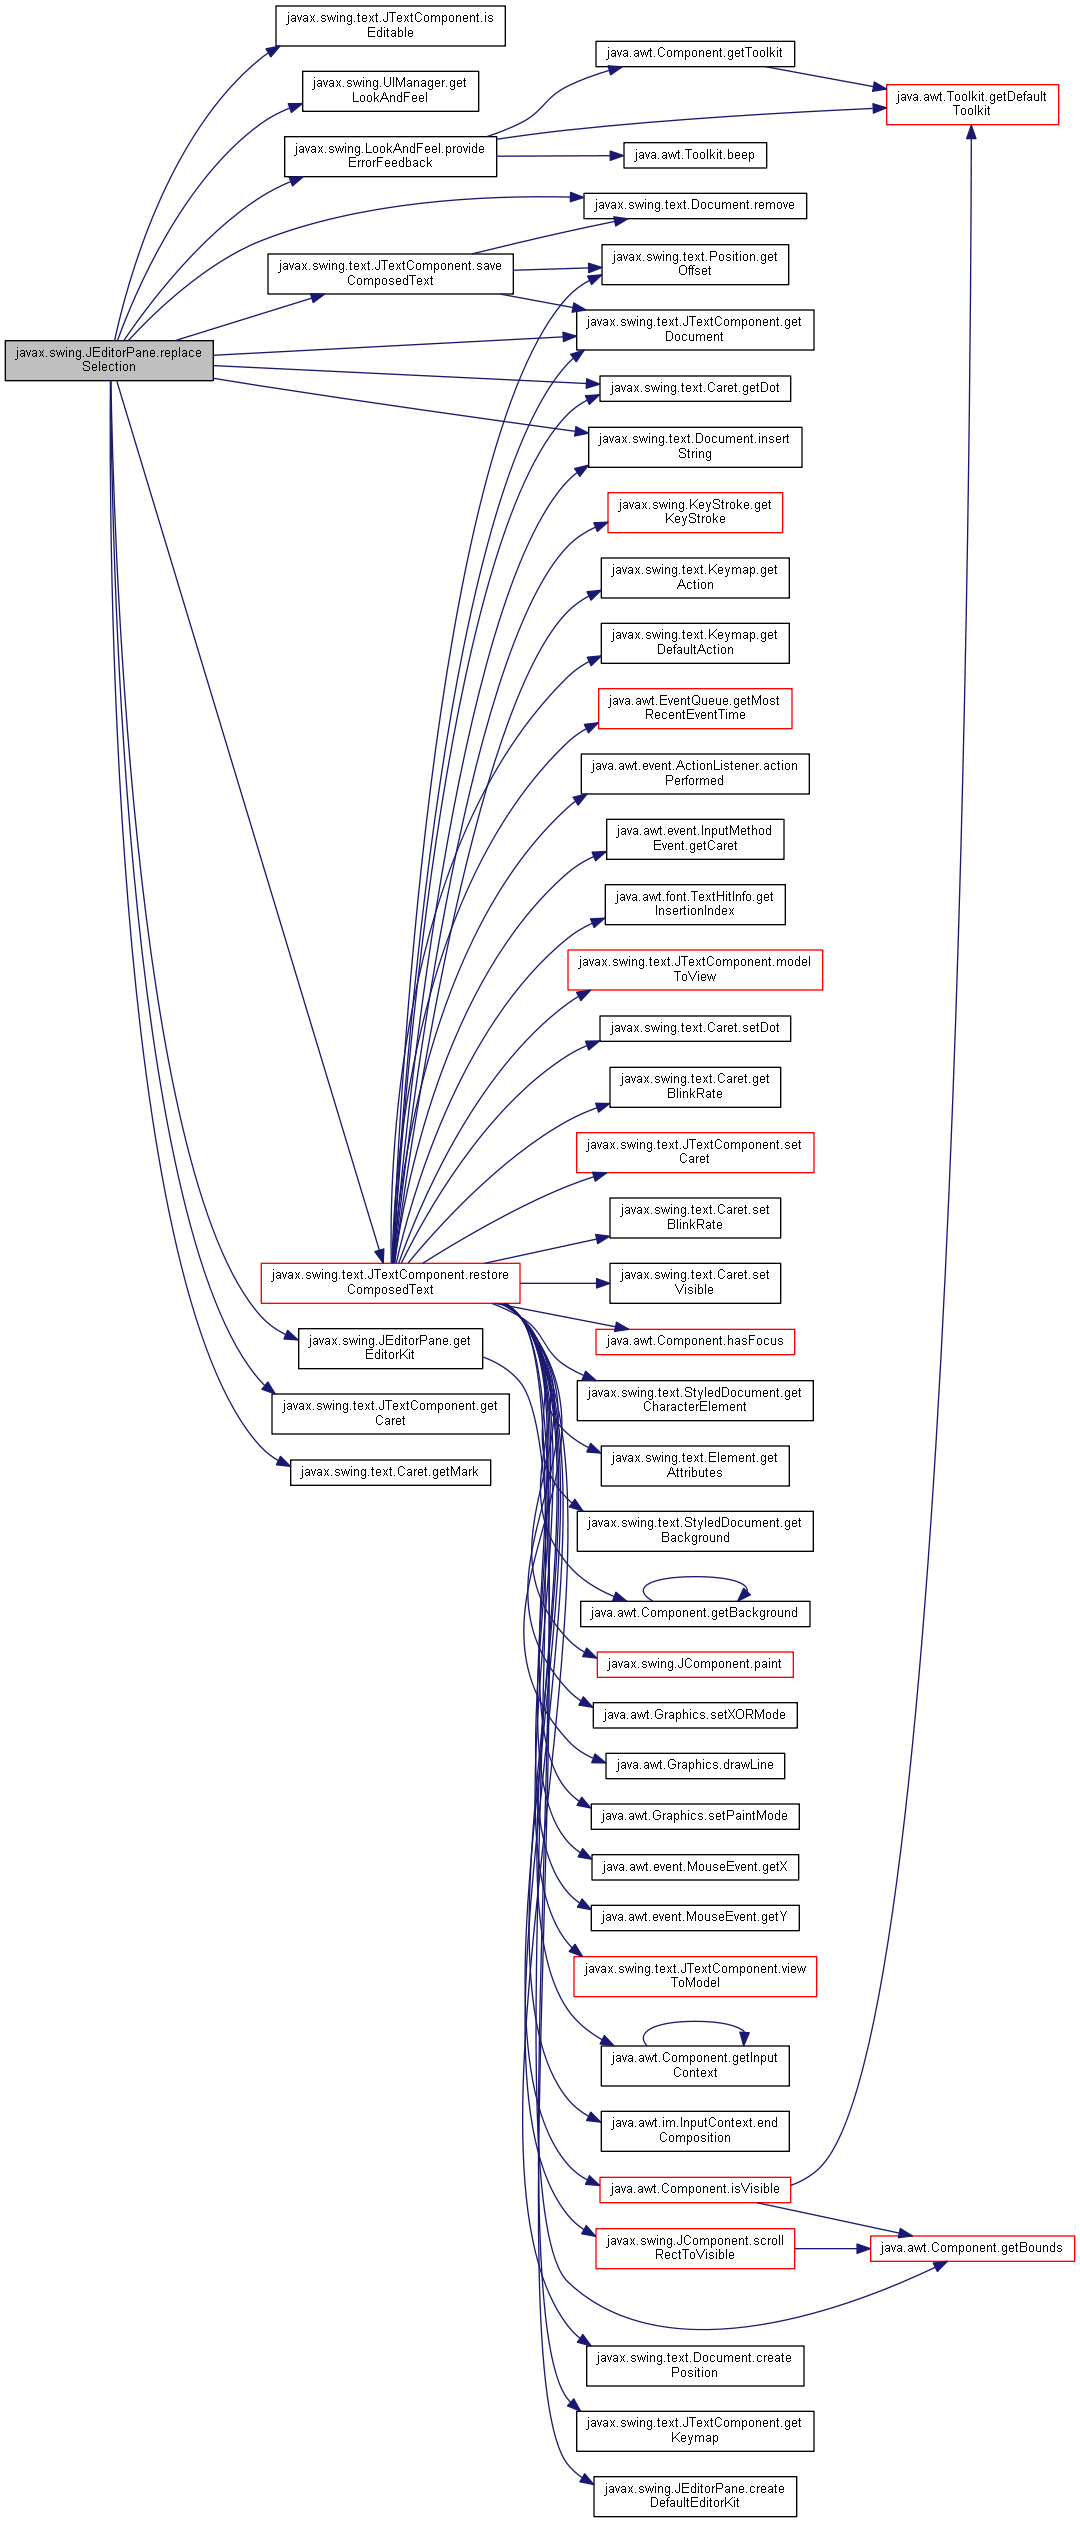 javax.swing.text.JTextComponent.is
Editable
javax.swing.UIManager.get
LookAndFeel
javax.swing.LookAndFeel.provide
ErrorFeedback
java.awt.Component.getToolkit
java.awt.Toolkit.getDefault
Toolkit
java.awt.Toolkit.beep
javax.swing.text.Document.remove
javax.swing.text.JTextComponent.save
ComposedText
javax.swing.text.Position.get
Offset
javax.swing.text.JTextComponent.get
Document
javax.swing.JEditorPane.replace
Selection
javax.swing.text.Caret.getDot
javax.swing.text.Document.insert
String
javax.swing.KeyStroke.get
KeyStroke
javax.swing.text.Keymap.get
Action
javax.swing.text.Keymap.get
DefaultAction
java.awt.EventQueue.getMost
RecentEventTime
java.awt.event.ActionListener.action
Performed
java.awt.event.InputMethod
Event.getCaret
java.awt.font.TextHitInfo.get
InsertionIndex
javax.swing.text.JTextComponent.model
ToView
javax.swing.text.Caret.setDot
javax.swing.text.Caret.get
BlinkRate
javax.swing.text.JTextComponent.set
Caret
javax.swing.text.Caret.set
BlinkRate
javax.swing.text.JTextComponent.restore
ComposedText
javax.swing.text.Caret.set
Visible
java.awt.Component.hasFocus
javax.swing.JEditorPane.get
EditorKit
javax.swing.text.StyledDocument.get
CharacterElement
javax.swing.text.JTextComponent.get
Caret
javax.swing.text.Element.get
Attributes
javax.swing.text.Caret.getMark
javax.swing.text.StyledDocument.get
Background
java.awt.Component.getBackground
javax.swing.JComponent.paint
java.awt.Graphics.setXORMode
java.awt.Graphics.drawLine
java.awt.Graphics.setPaintMode
java.awt.event.MouseEvent.getX
java.awt.event.MouseEvent.getY
javax.swing.text.JTextComponent.view
ToModel
java.awt.Component.getInput
Context
java.awt.im.InputContext.end
Composition
java.awt.Component.isVisible
javax.swing.JComponent.scroll
RectToVisible
java.awt.Component.getBounds
javax.swing.text.Document.create
Position
javax.swing.text.JTextComponent.get
Keymap
javax.swing.JEditorPane.create
DefaultEditorKit